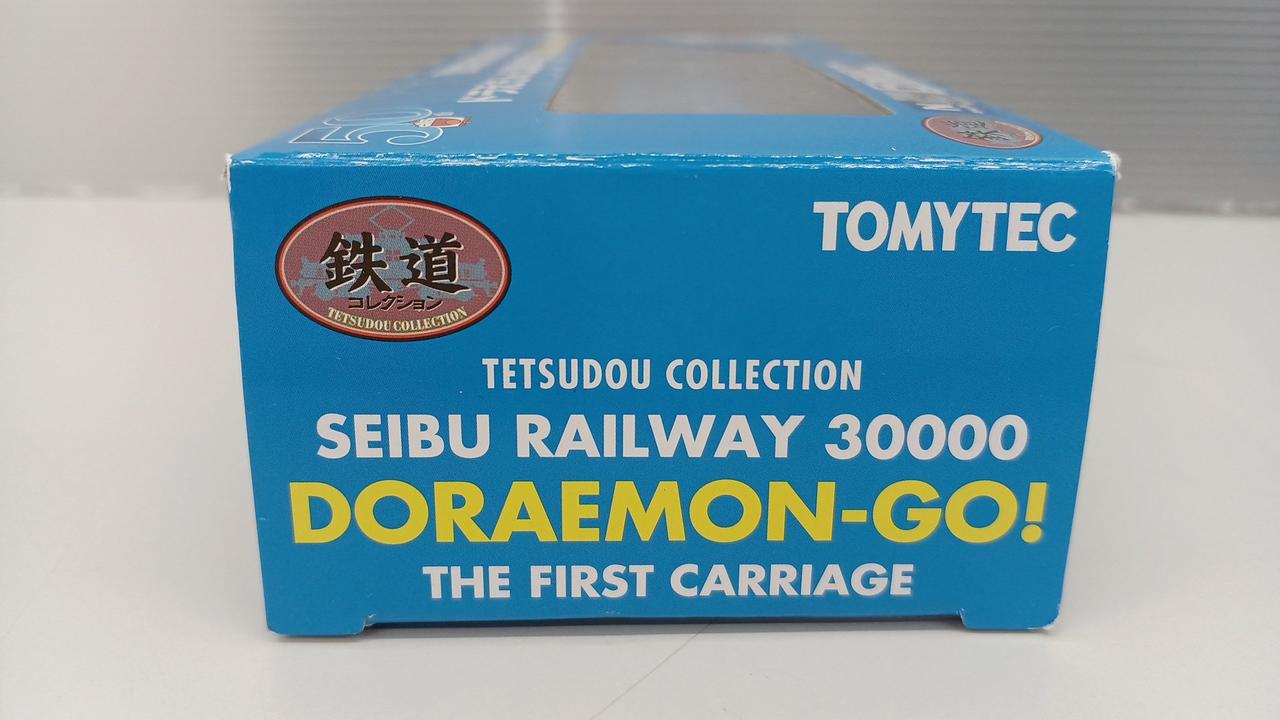 50
鉄道
コレクション
TETSUDOU COLLECTION
TOMYTEC
TETSUDOU COLLECTION
SEIBU RAILWAY 30000
DORAEMON-GO!
THE FIRST CARRIAGE